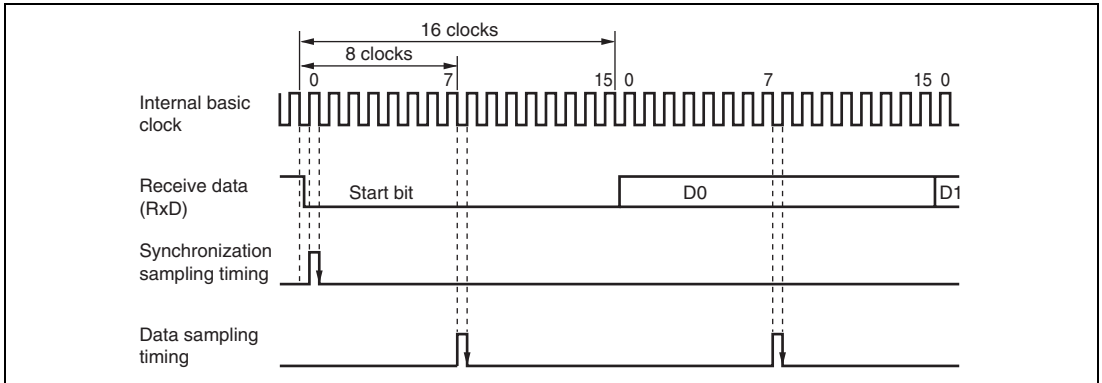 16 clocks
8 clocks
0 7 15 0 7 15 0
Internal basic
clock
Receive data
(RxD)
Start bit D0 D1
Synchronization
sampling timing
Data sampling
timing